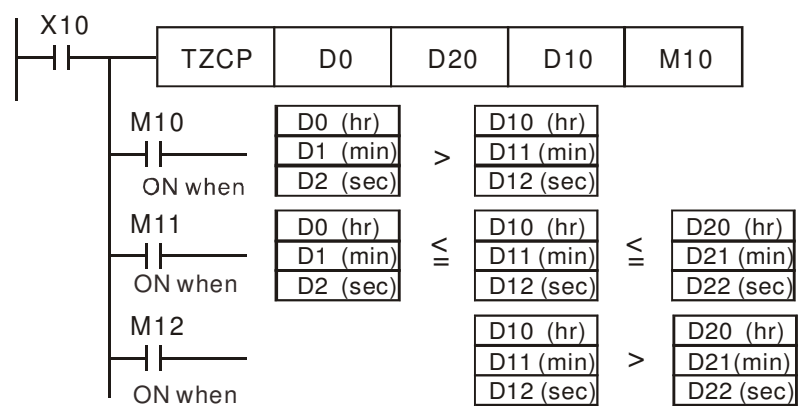 X10
TZCP D0 D20 D10 M10
M10
D0 (hr) D10 (hr)
D1 (min) > D11 (min)
D2 (sec) D12 (sec)
ON when
M11
D0 (hr) D10 (hr) D20 (hr)
D1 (min) ≦ D11 (min) ≦ D21 (min)
D2 (sec) D12 (sec) D22 (sec)
ON when
M12
D10 (hr) D20 (hr)
D11 (min) > D21(min)
D12 (sec) D22 (sec)
ON when